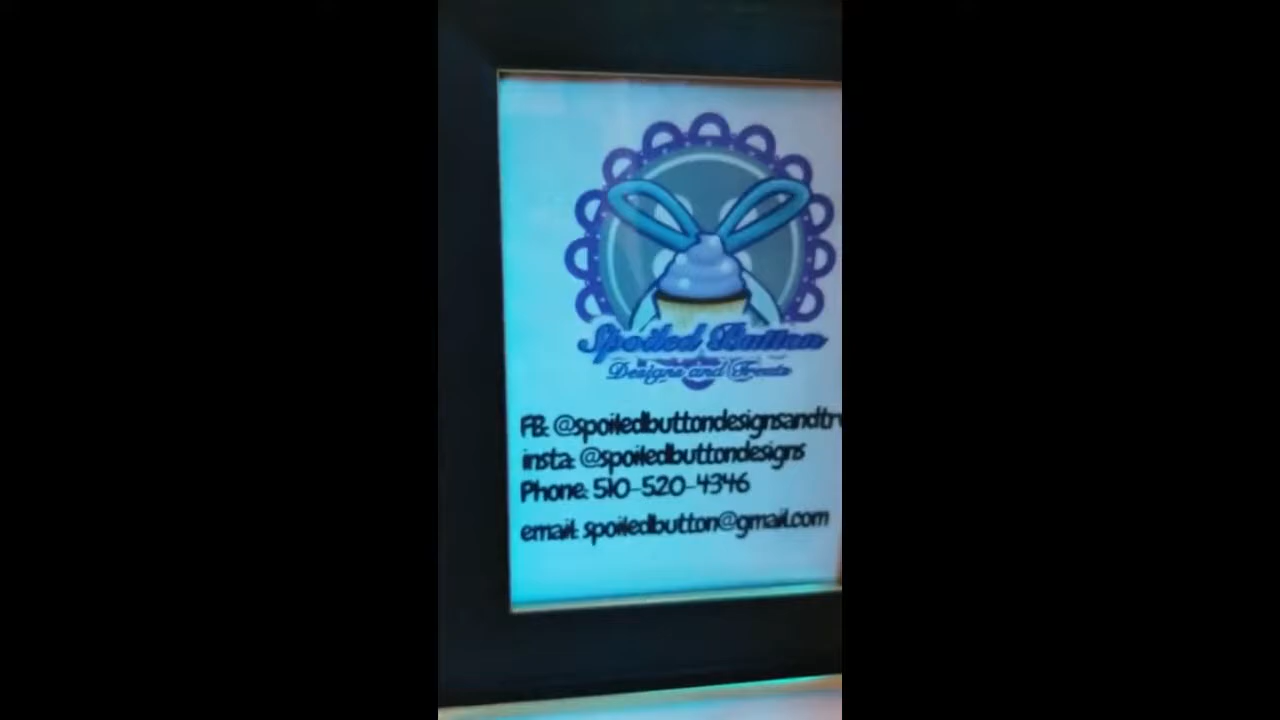 Spoiled Button
Designs and Treats
FB: @spoiledbuttondesignsandtr
insta: @spoiledbuttondesigns
Phone: 510-520-4346
email: spoiledbutton@gmail.com